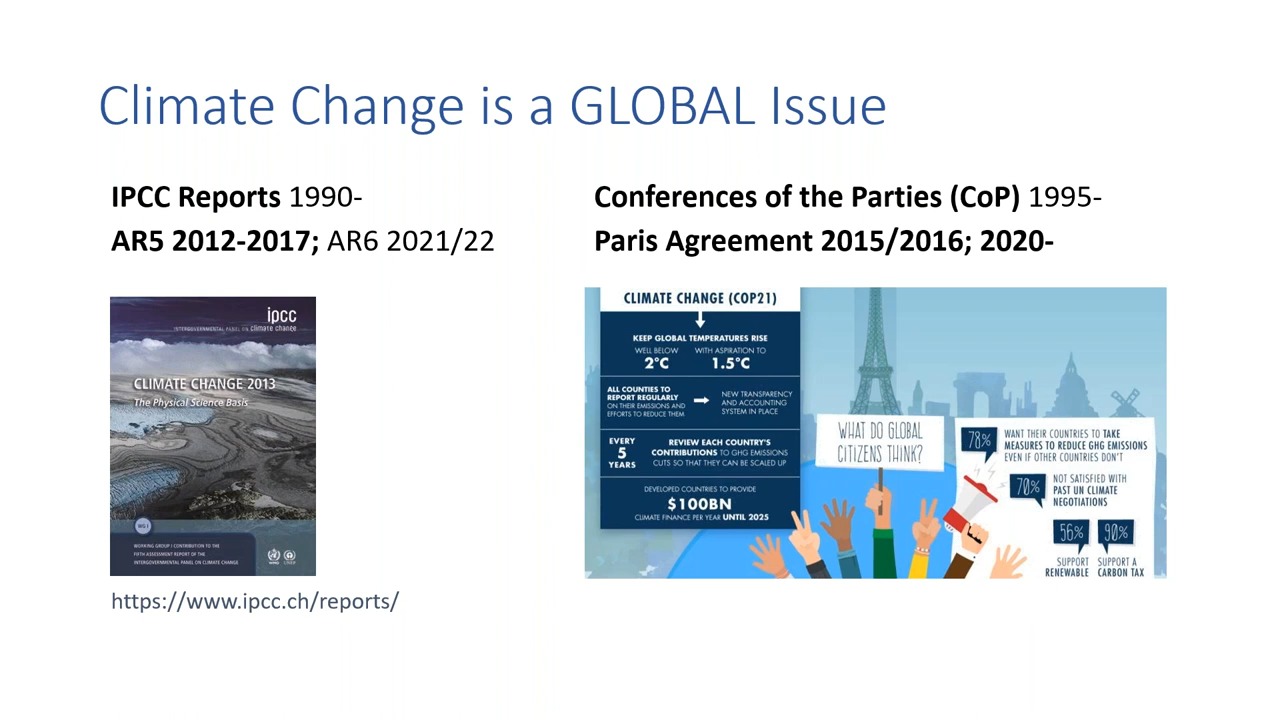 Climate Change is a GLOBAL Issue
IPCC Reports 1990-
AR5 2012-2017; AR6 2021/22
ipcc
INTERGOVERNMENTAL PANEL ON climate change
CLIMATE CHANGE 2013
The Physical Science Basis
WG I
WORKING GROUP I CONTRIBUTION TO THE
FIFTH ASSESSMENT REPORT OF THE
INTERGOVERNMENTAL PANEL ON CLIMATE CHANGE
WMO UNEP
https://www.ipcc.ch/reports/
Conferences of the Parties (CoP) 1995-
Paris Agreement 2015/2016; 2020-
CLIMATE CHANGE (COP21)
KEEP GLOBAL TEMPERATURES RISE
WELL BELOW WITH ASPIRATION TO
2°C 1.5°C
ALL COUNTIES TO
REPORT REGULARLY
ON THEIR EMISSIONS AND
EFFORTS TO REDUCE THEM
NEW TRANSPARENCY
AND ACCOUNTING
SYSTEM IN PLACE
EVERY
5
YEARS
REVIEW EACH COUNTRY'S
CONTRIBUTIONS TO GHG EMISSIONS
CUTS SO THAT THEY CAN BE SCALED UP
DEVELOPED COUNTRIES TO PROVIDE
$100BN
CLIMATE FINANCE PER YEAR UNTIL 2025
WHAT DO GLOBAL
CITIZENS THINK?
78%
WANT THEIR COUNTRIES TO TAKE
MEASURES TO REDUCE GHG EMISSIONS
EVEN IF OTHER COUNTRIES DON'T
70%
NOT SATISFIED WITH
PAST UN CLIMATE
NEGOTIATIONS
56% 90%
SUPPORT
RENEWABLE
SUPPORT A
CARBON TAX